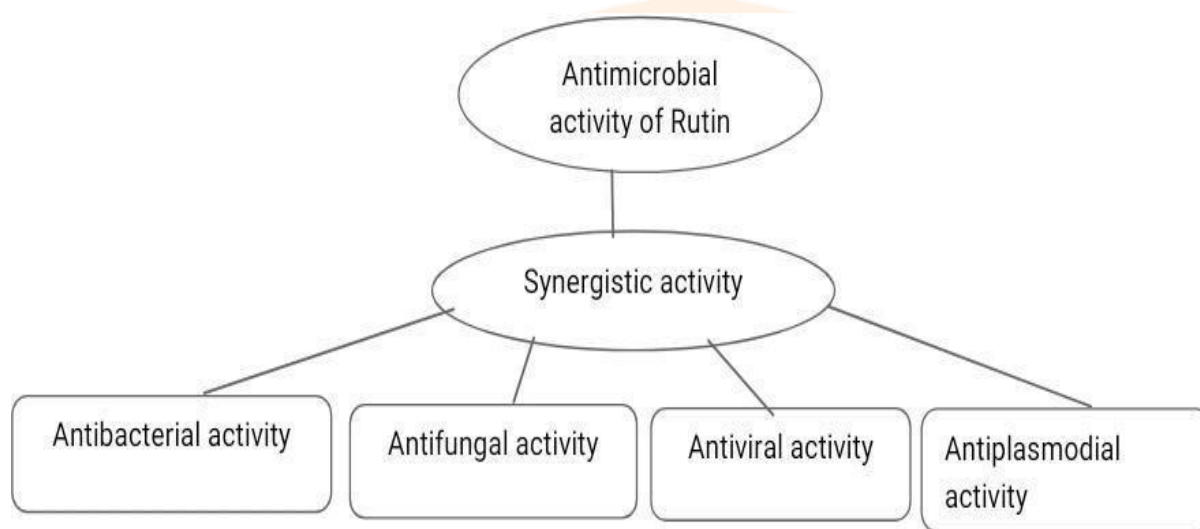 Antimicrobial
activity of Rutin
Synergistic activity
Antibacterial activity
Antifungal activity
Antiviral activity
Antiplasmodial
activity